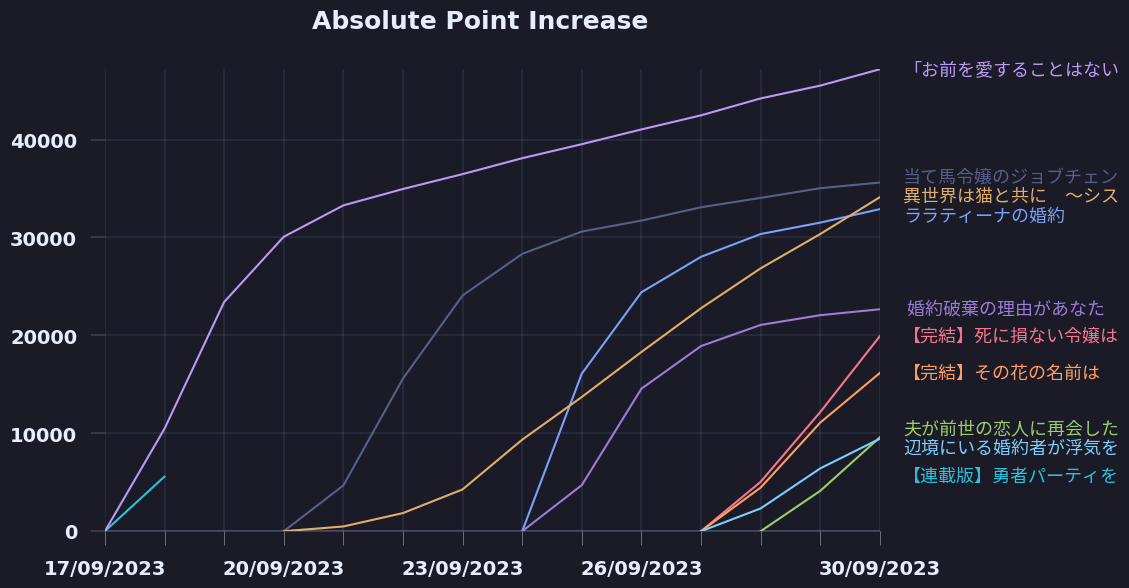 Absolute Point Increase
「お前を愛することはない
40000
当て馬令嬢のジョブチェン
異世界は猫と共に　～シス
ララティーナの婚約
30000
婚約破棄の理由があなた
20000
【完結】死に損ない令嬢は
【完結】その花の名前は
10000
夫が前世の恋人に再会した
辺境にいる婚約者が浮気を
【連載版】勇者パーティを
0
17/09/2023 20/09/2023 23/09/2023 26/09/2023 30/09/2023